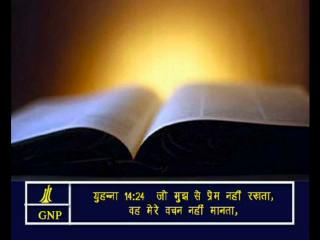 युहन्ना 14:24 जो मुझ से प्रेम नहीं रखता,
वह मेरे वचन नहीं मानता,
GNP